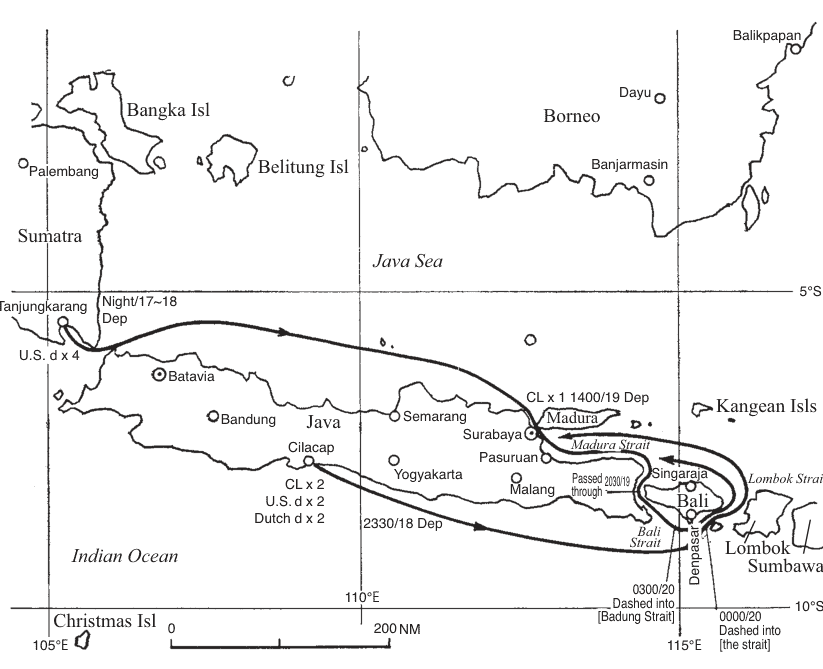 Balikpapan
Dayu
Bangka Isl
Borneo
Banjarmasin
Belitung Isl
Palembang
Sumatra
Java Sea
5°S
Tanjungkarang
Night/17~18
Dep
U.S. d x 4
Batavia
CL x 1 1400/19 Dep
Kangean Isls
Bandung
Java
Semarang
Madura
Surabaya
Madura Strait
Cilacap
Pasuruan
Singaraja
Yogyakarta
Malang
Passed
through
2030/19
Bali
Lombok Strai
CL x 2
U.S. d x 2
Dutch d x 2
2330/18 Dep
Bali
Strait
Denpasar
Lombok
Sumbawa
Indian Ocean
0300/20
Dashed into
[Badung Strait]
110°E
10°S
0000/20
Dashed into
[the strait]
Christmas Isl
105°E
0
200 NM
115°E